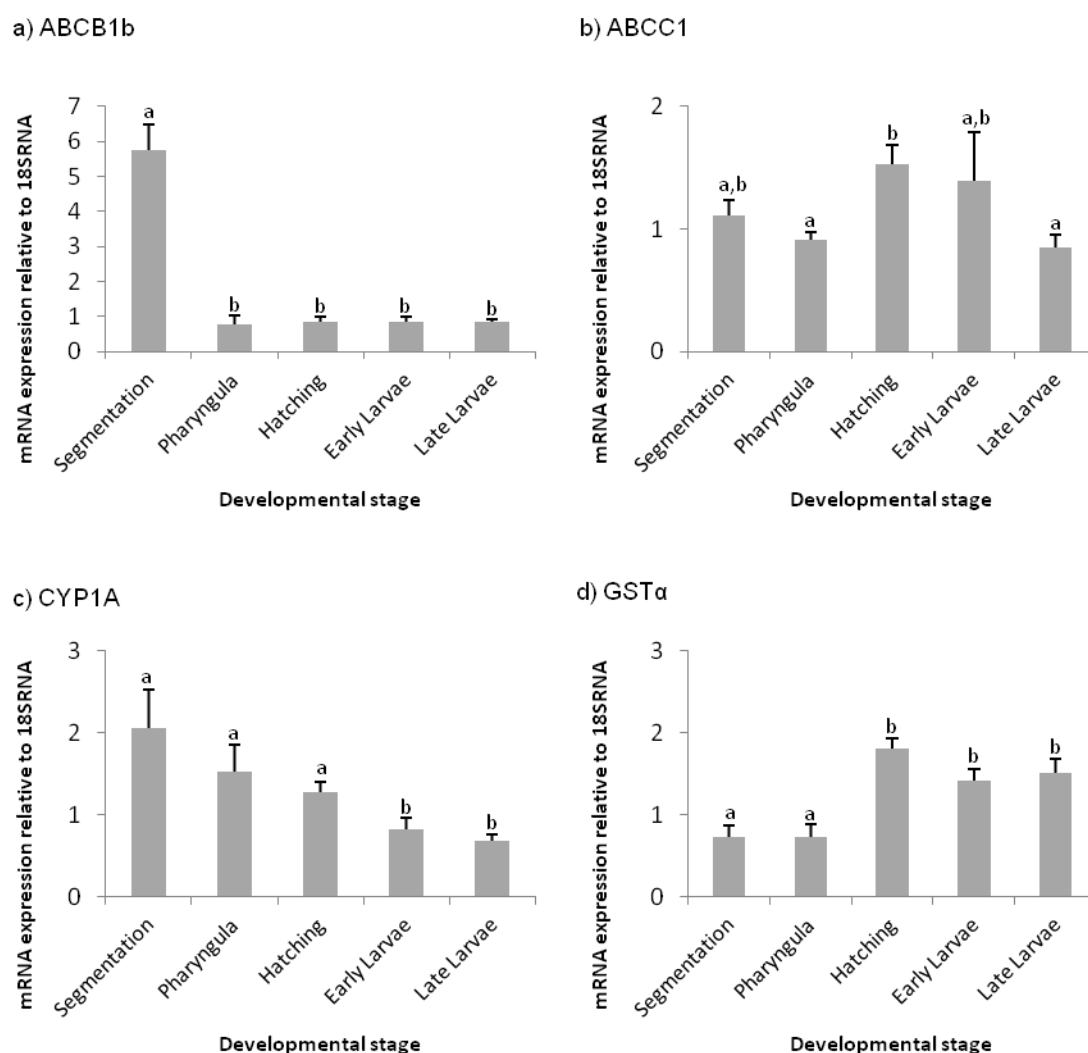 a) ABCB1b
mRNA expression relative to 18SRNA
7
6
5
4
3
2
1
0
a
b
b
b
b
Segmentation
Pharyngula
Hatching
Early Larvae
Late Larvae
Developmental stage
b) ABCC1
mRNA expression relative to 18SRNA
2
1
0
a,b
a
b
a,b
a
Segmentation
Pharyngula
Hatching
Early Larvae
Late Larvae
Developmental stage
c) CYP1A
mRNA expression relative to 18SRNA
3
2
1
0
a
a
a
b
b
Segmentation
Pharyngula
Hatching
Early Larvae
Late Larvae
Developmental stage
d) GSTα
mRNA expression relative to 18SRNA
3
2
1
0
a
a
b
b
b
Segmentation
Pharyngula
Hatching
Early Larvae
Late Larvae
Developmental stage